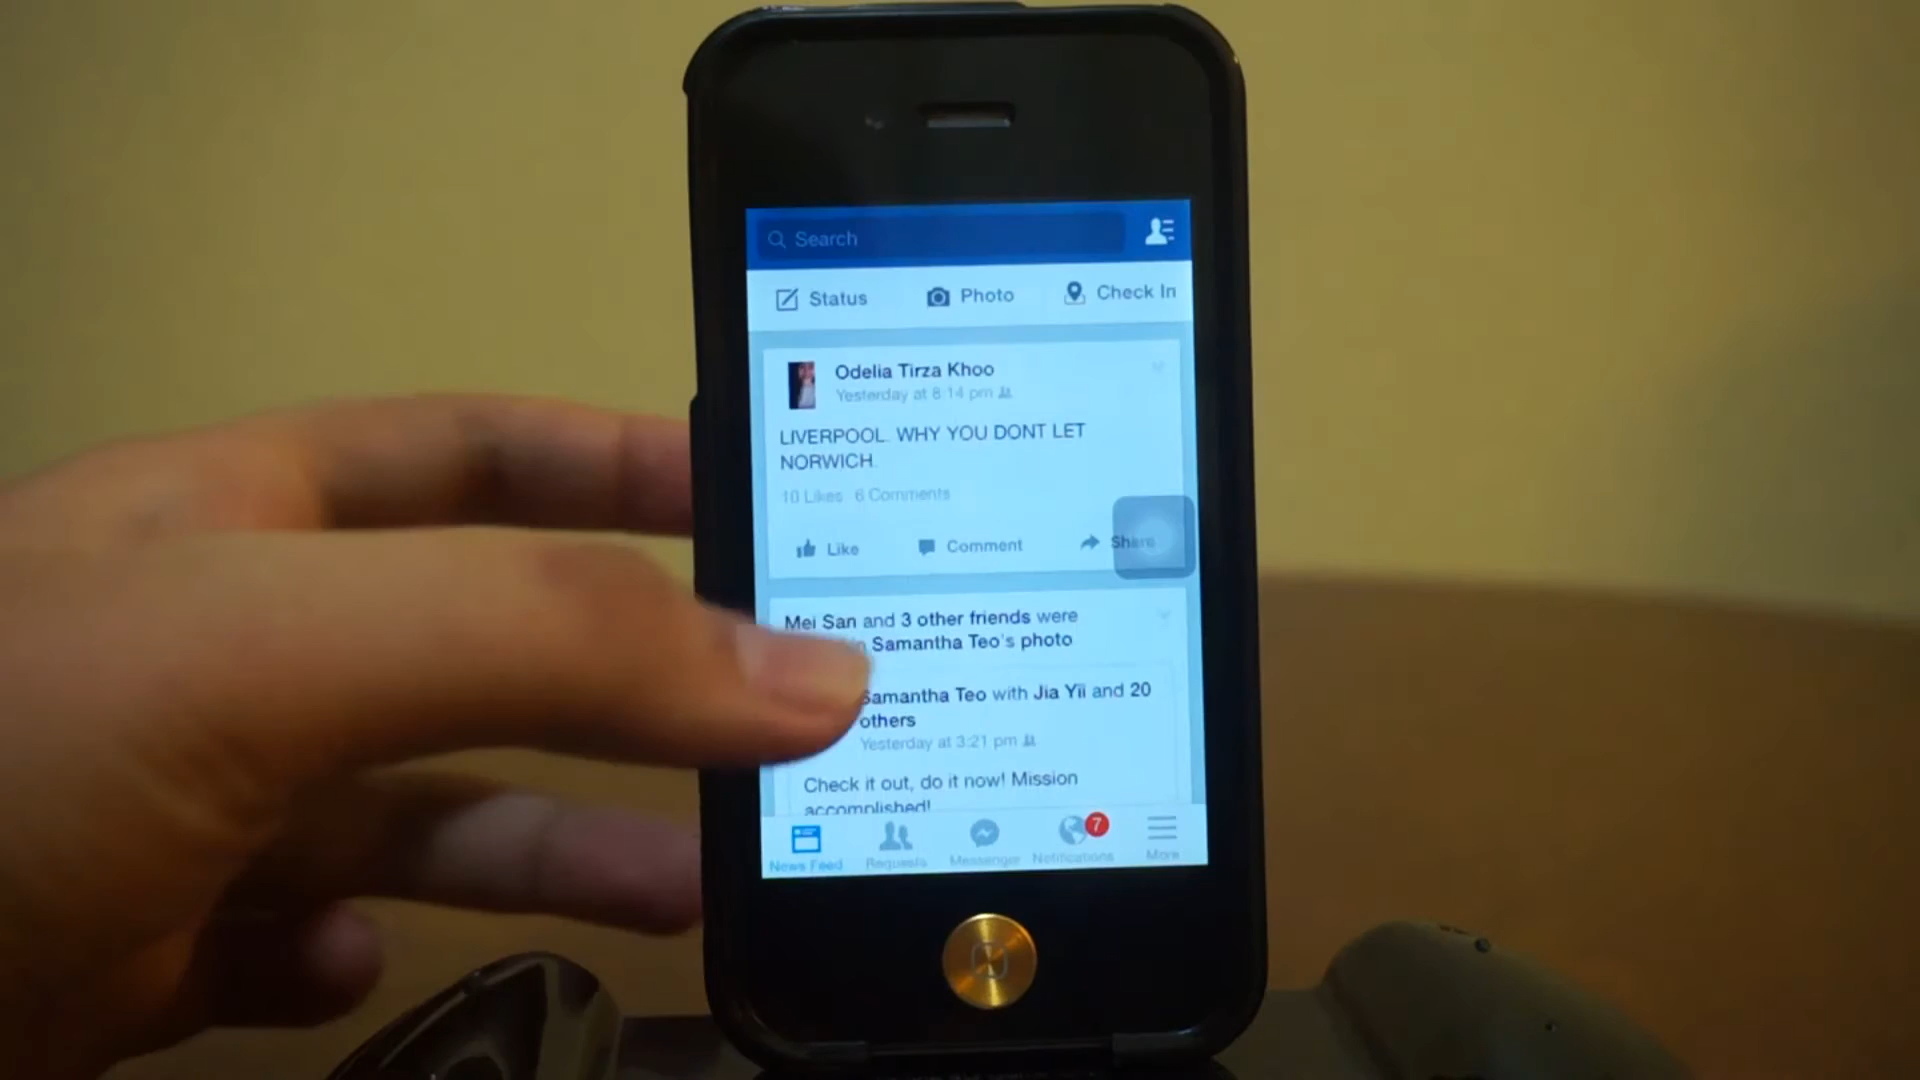 Search
Status Photo Check In
Odelia Tirza Khoo
Yesterday at 8:14 pm
LIVERPOOL. WHY YOU DONT LET
NORWICH.
10 Likes 6 Comments
Like Comment Share
Mei San and 3 other friends were
Samantha Teo's photo
Samantha Teo with Jia Yii and 20
others
Yesterday at 3:21 pm
Check it out, do it now! Mission
accomplished!
7
News Feed Requests Messenger Notifications More